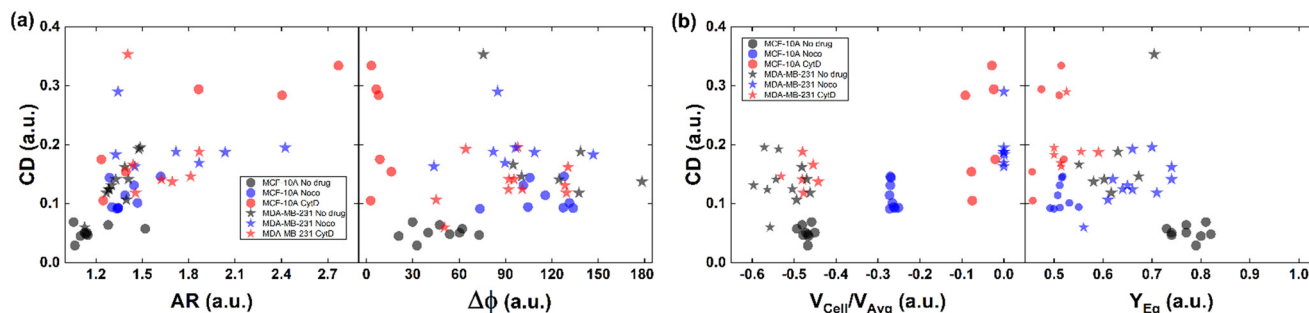 (a)
CD (a.u.)
0.4
0.3
0.2
0.1
0.0
MCF 10A No drug
MCF-10A Noco
MCF-10A CytD
MDA-MB-231 No drug
MDA-MB 231 Noco
MDA MB 231 CytD
1.2 1.5 1.8 2.1 2.4 2.7
AR (a.u.)
0 30 60 90 120 150 180
Δϕ (a.u.)
(b)
CD (a.u.)
0.4
0.3
0.2
0.1
0.0
MCF-10A No drug
MCF-10A Noco
MCF-10A CytD
MDA-MB-231 No drug
MDA-MB-231 Noco
MDA-MB-231 CytD
-0.6 -0.5 -0.4 -0.3 -0.2 -0.1 0.0
V_Cell/V_Avg (a.u.)
0.5 0.6 0.7 0.8 0.9 1.0
Y_Eq (a.u.)